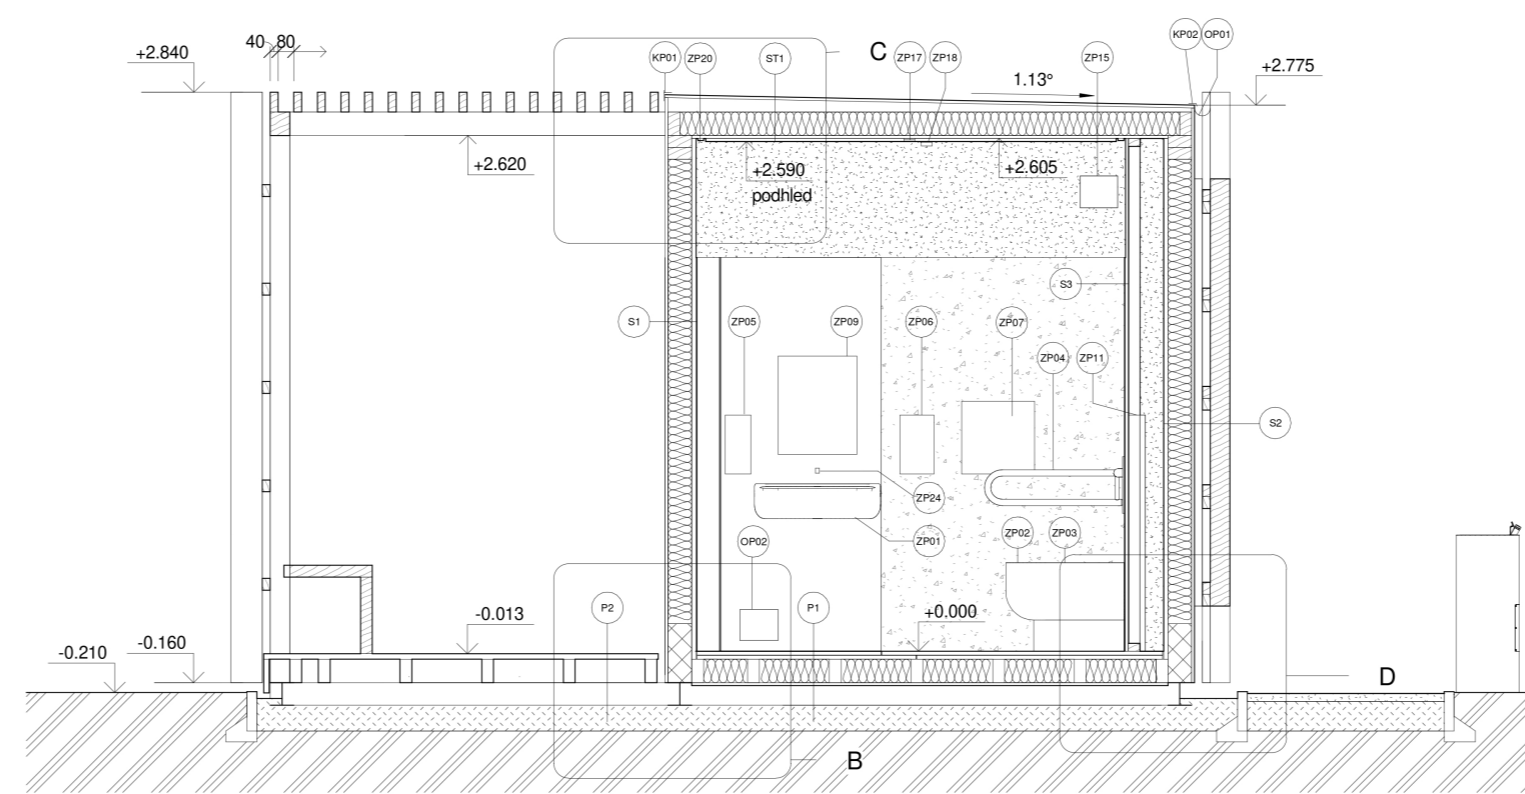 KP02 OP01
40 80 C
KP01 ZP20 ST1 ZP17 ZP18 ZP15
+2.840 +2.775
1.13°
+2.620 +2.590 +2.605
podhled
S3
S1 ZP05 ZP09 ZP06 ZP07
ZP04 ZP11
S2
ZP24
OP02 ZP01 ZP02 ZP03
-0.013 P2 P1 +0.000
-0.210 -0.160
D
B